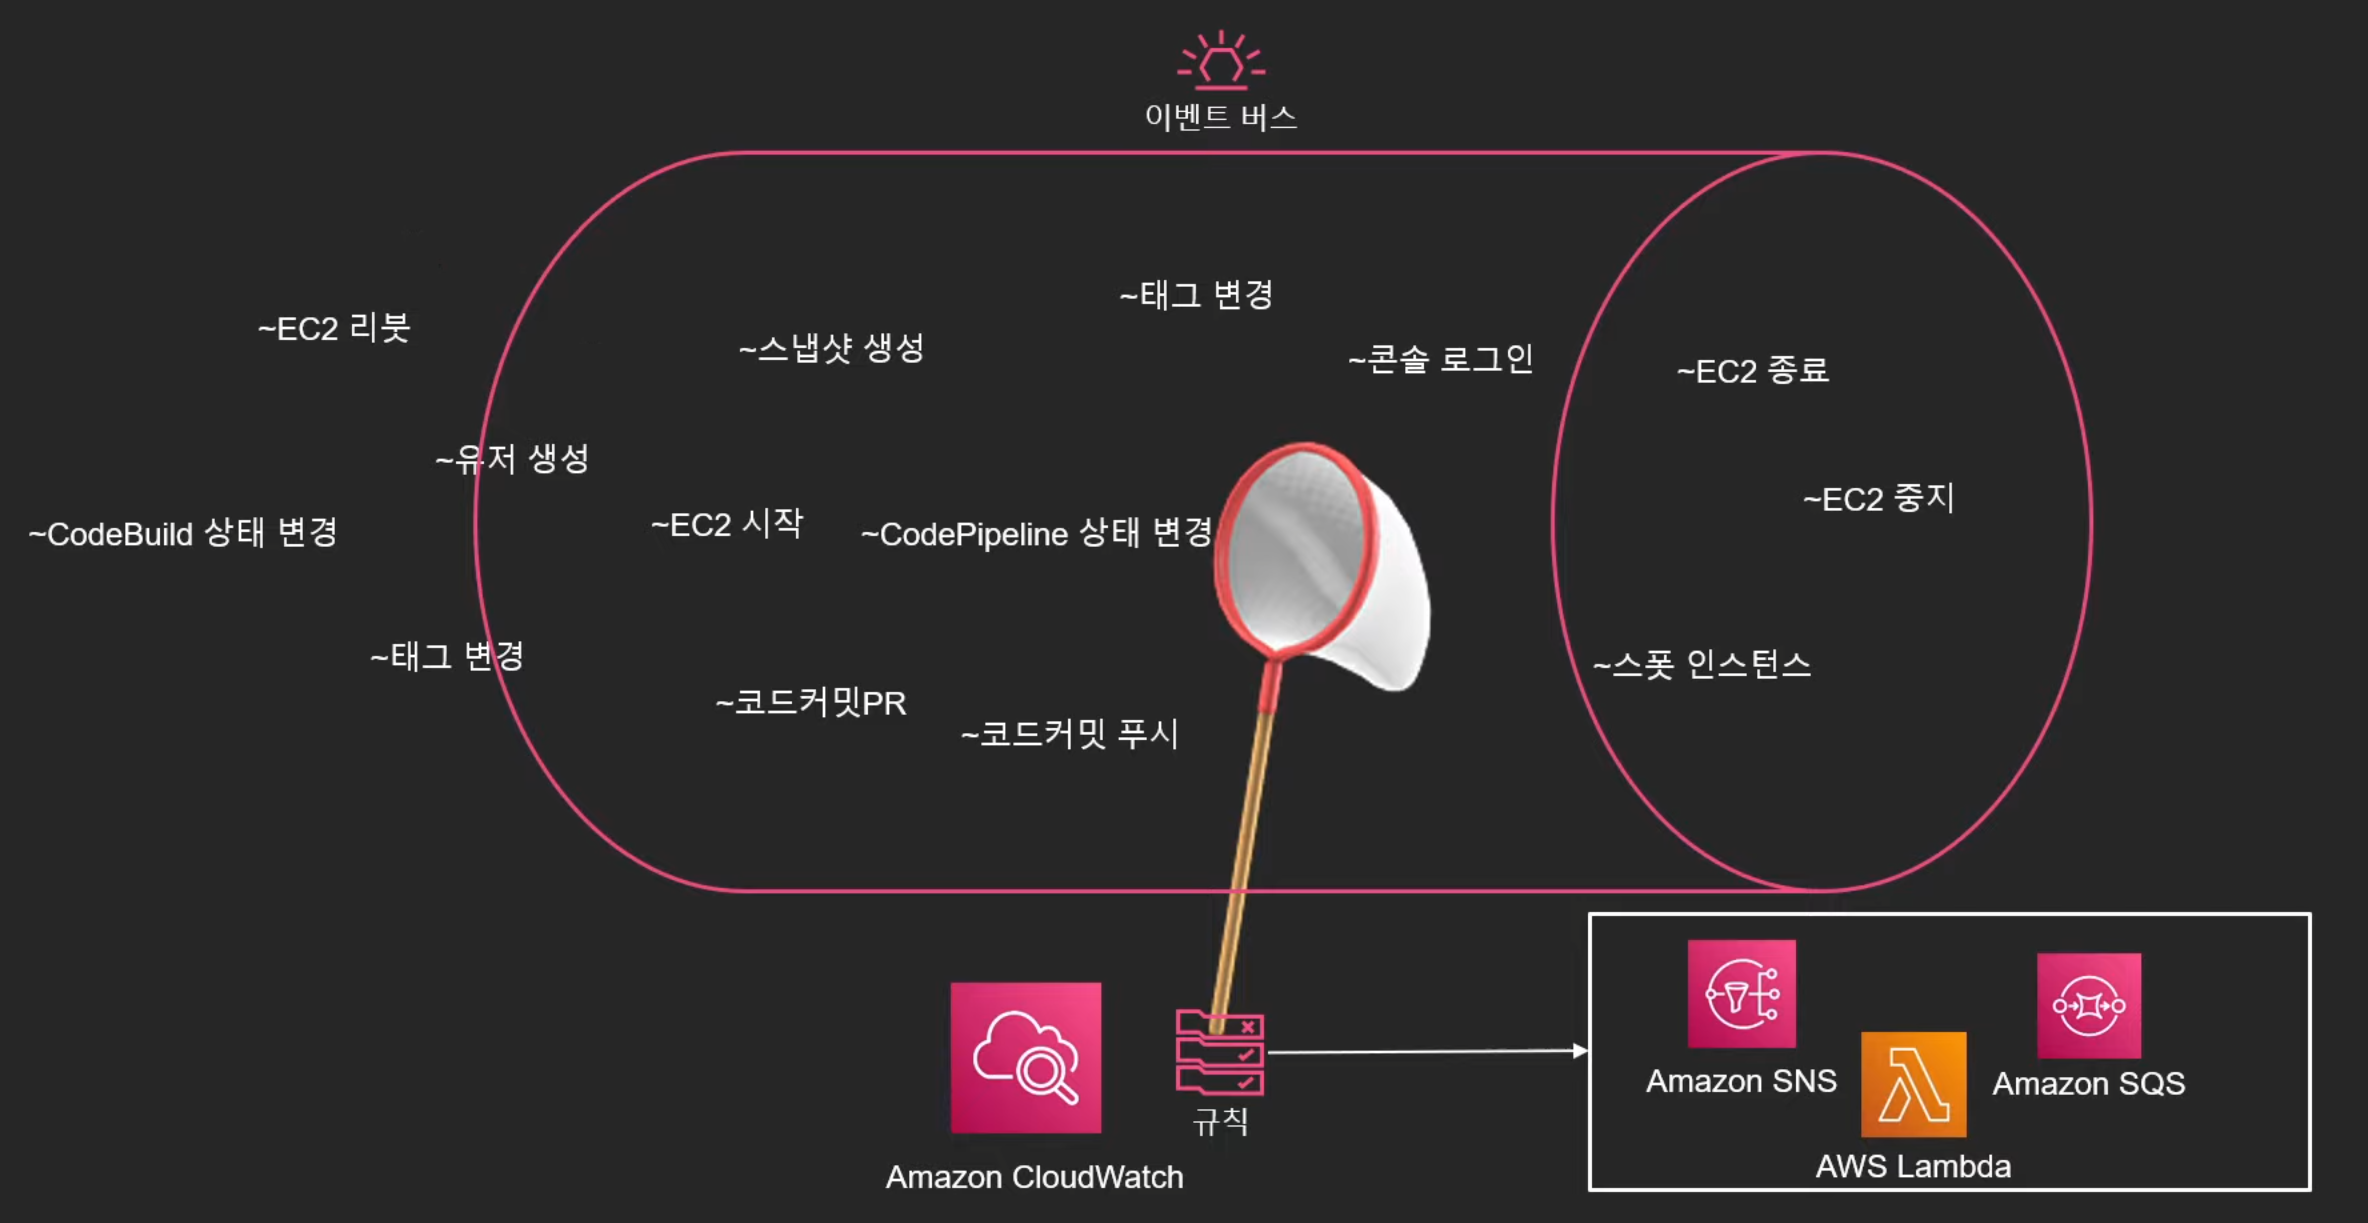 이벤트 버스
~태그 변경
~EC2 리붓
~스냅샷 생성
~콘솔 로그인
~EC2 종료
~유저 생성
~EC2 중지
~CodeBuild 상태 변경
~EC2 시작
~CodePipeline 상태 변경
~태그 변경
~스폿 인스턴스
~코드커밋PR
~코드커밋 푸시
Amazon SNS
Amazon SQS
규칙
AWS Lambda
Amazon CloudWatch